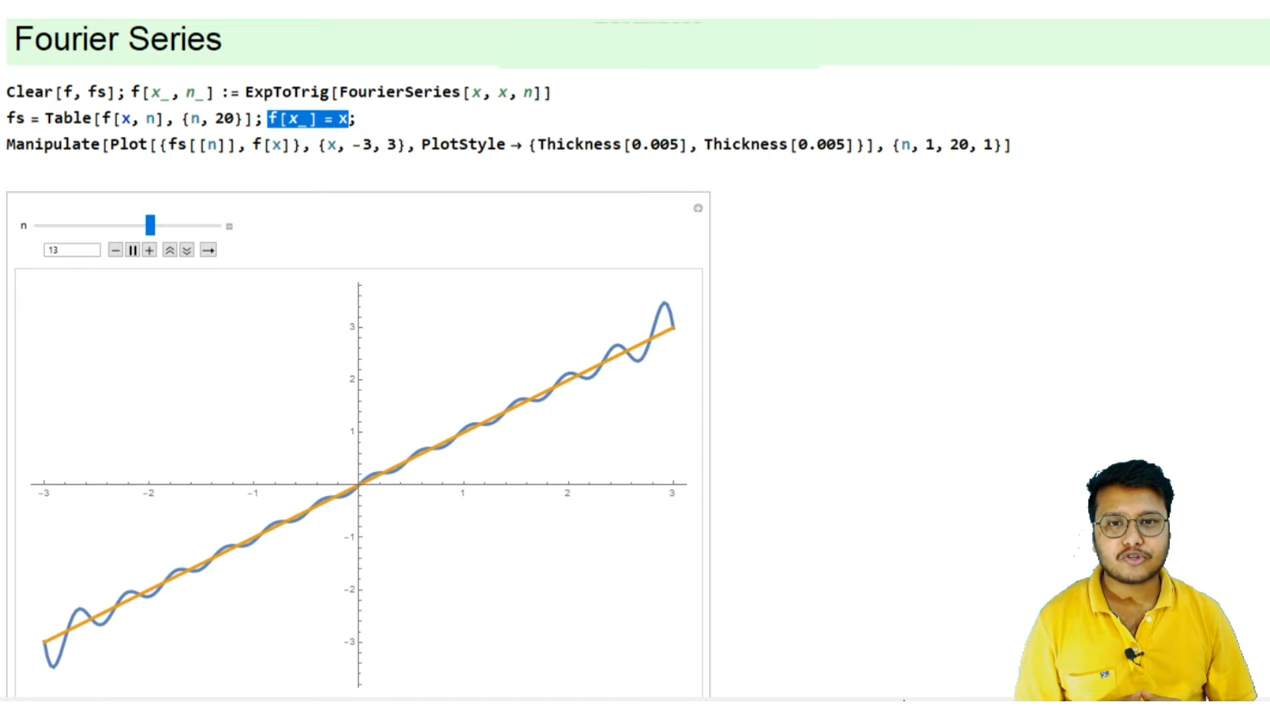 Fourier Series
Clear[f, fs]; f[x_, n_] := ExpToTrig[FourierSeries[x, x, n]]
fs = Table[f[x, n], {n, 20}]; f[x_] = x;
Manipulate[Plot[{fs[[n]], f[x]}, {x, -3, 3}, PlotStyle → {Thickness[0.005], Thickness[0.005]}], {n, 1, 20, 1}]
n
13
3
2
1
-3 -2 -1 1 2 3
-1
-2
-3